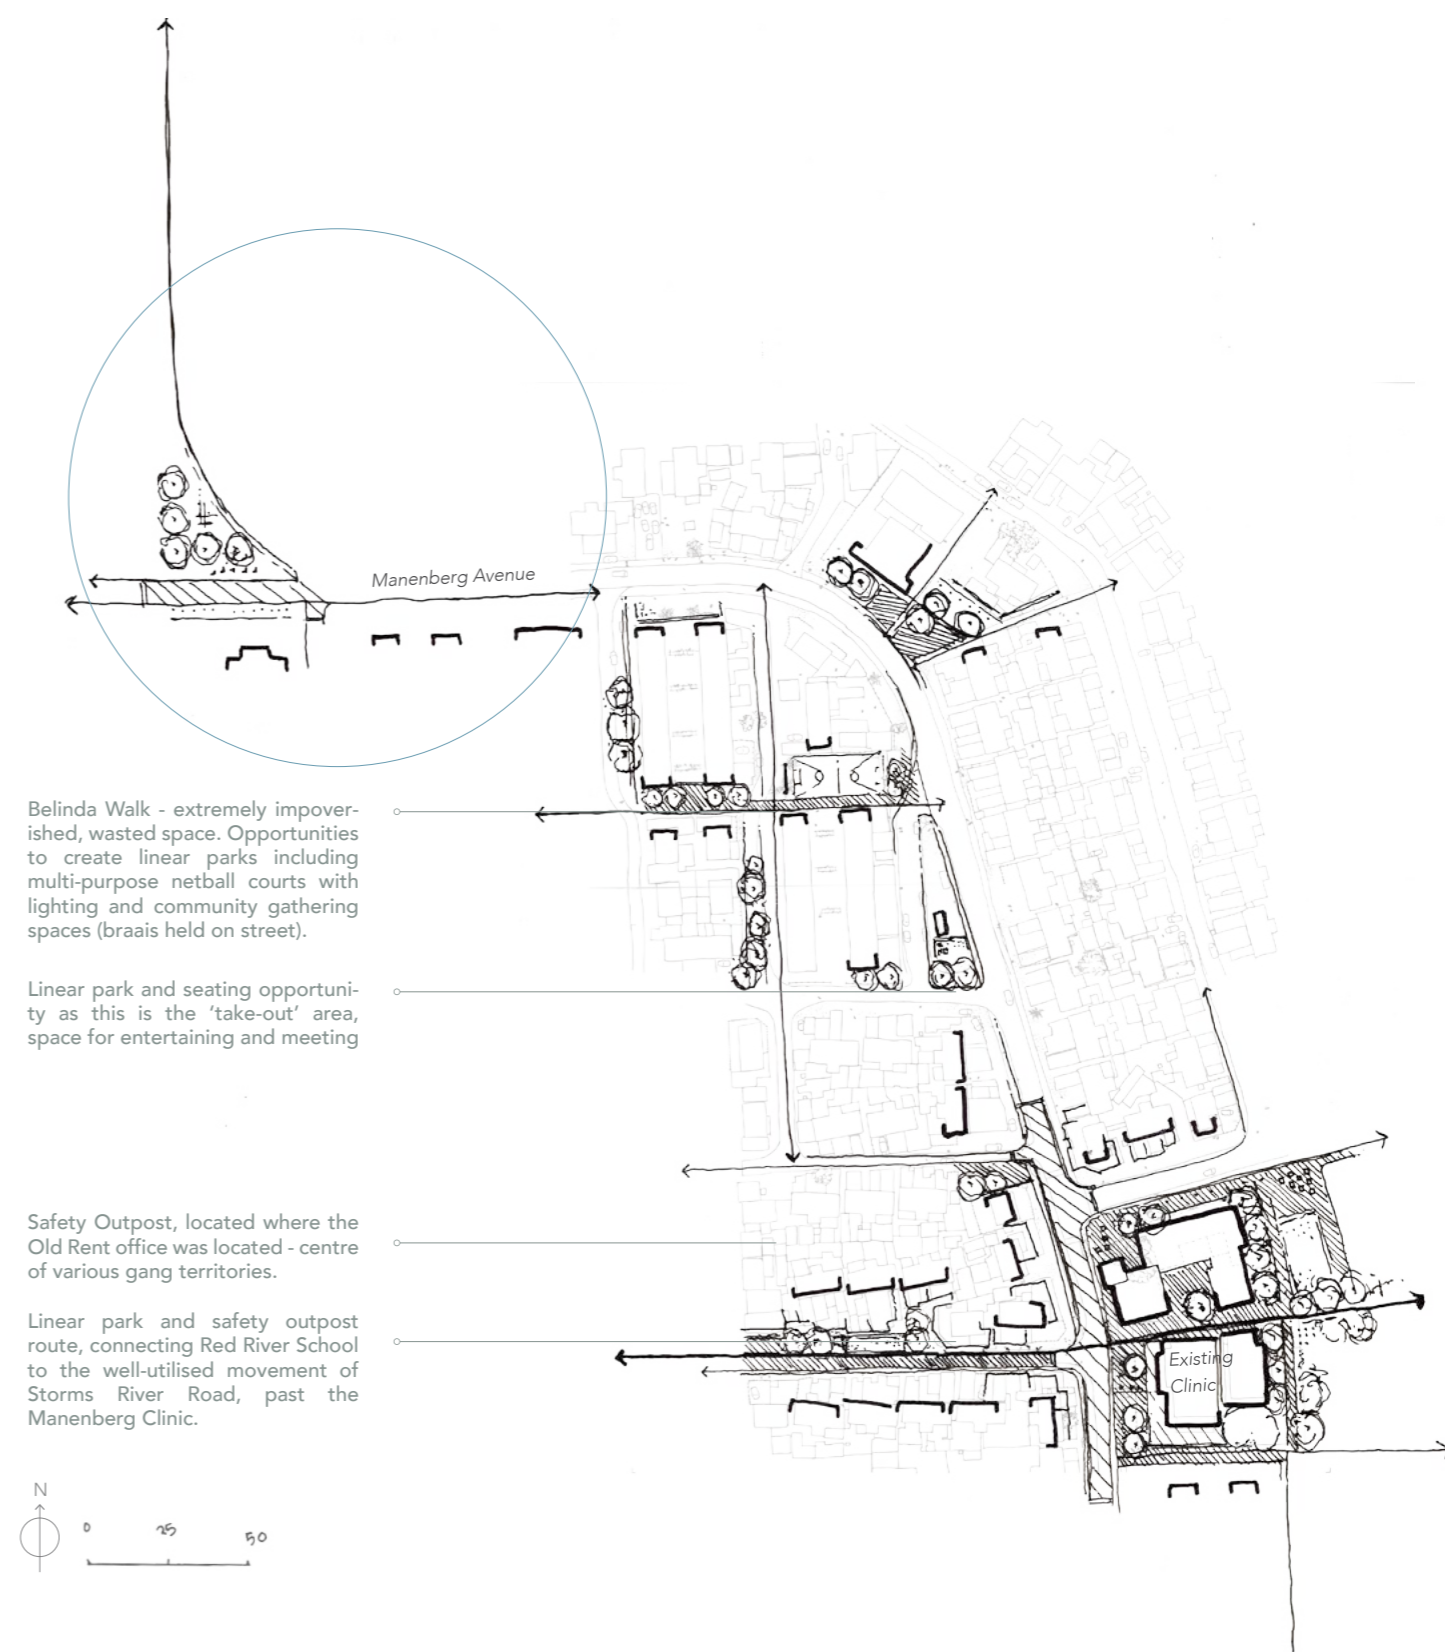 Manenberg Avenue
Belinda Walk - extremely impover-
ished, wasted space. Opportunities
to create linear parks including
multi-purpose netball courts with
lighting and community gathering
spaces (braais held on street).
Linear park and seating opportuni-
ty as this is the ‘take-out’ area,
space for entertaining and meeting
Safety Outpost, located where the
Old Rent office was located - centre
of various gang territories.
Linear park and safety outpost
route, connecting Red River School
to the well-utilised movement of
Storms River Road, past the
Manenberg Clinic.
Existing
Clinic
N
0 25 50